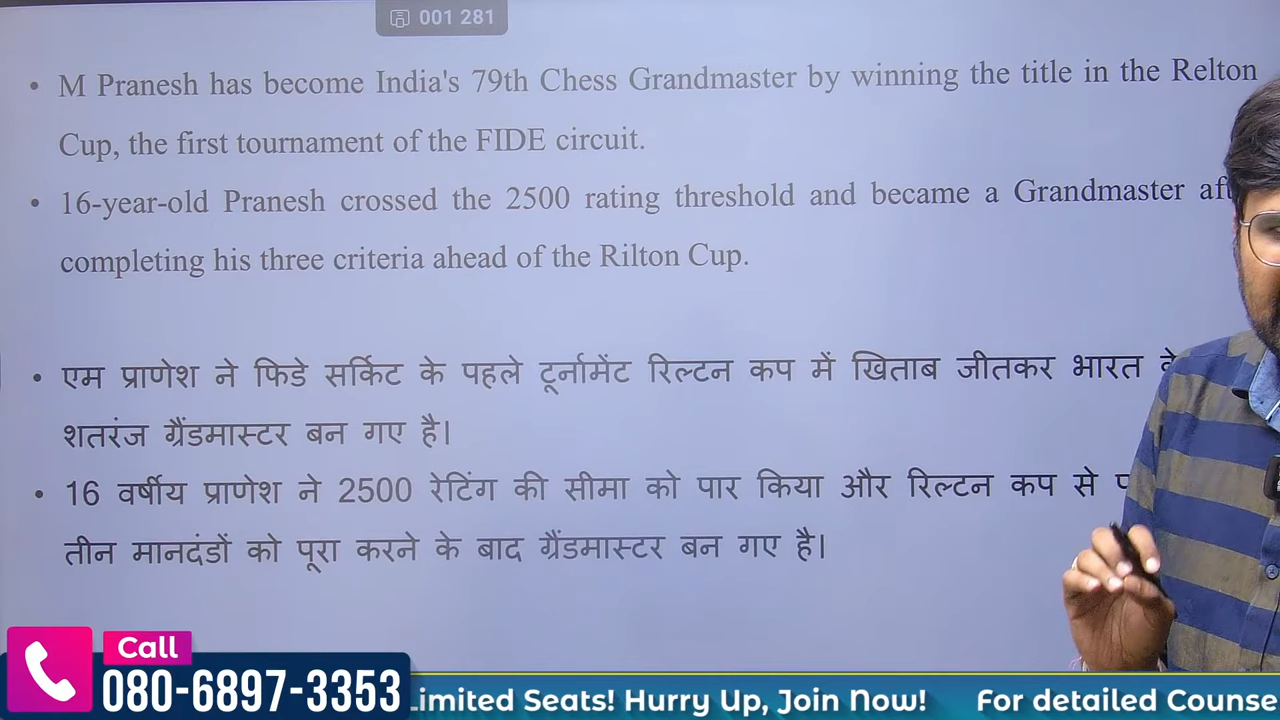 001 281
• M Pranesh has become India's 79th Chess Grandmaster by winning the title in the Relton
Cup, the first tournament of the FIDE circuit.
• 16-year-old Pranesh crossed the 2500 rating threshold and became a Grandmaster
completing his three criteria ahead of the Rilton Cup.
• एम प्राणेश ने फिडे सर्किट के पहले टूर्नामेंट रिल्टन कप में खिताब जीतकर भारत
शतरंज ग्रैंडमास्टर बन गए है।
• 16 वर्षीय प्राणेश ने 2500 रेटिंग की सीमा को पार किया और रिल्टन कप से
तीन मानदंडों को पूरा करने के बाद ग्रैंडमास्टर बन गए है।
Call
080-6897-3353
Limited Seats! Hurry Up, Join Now! For detailed